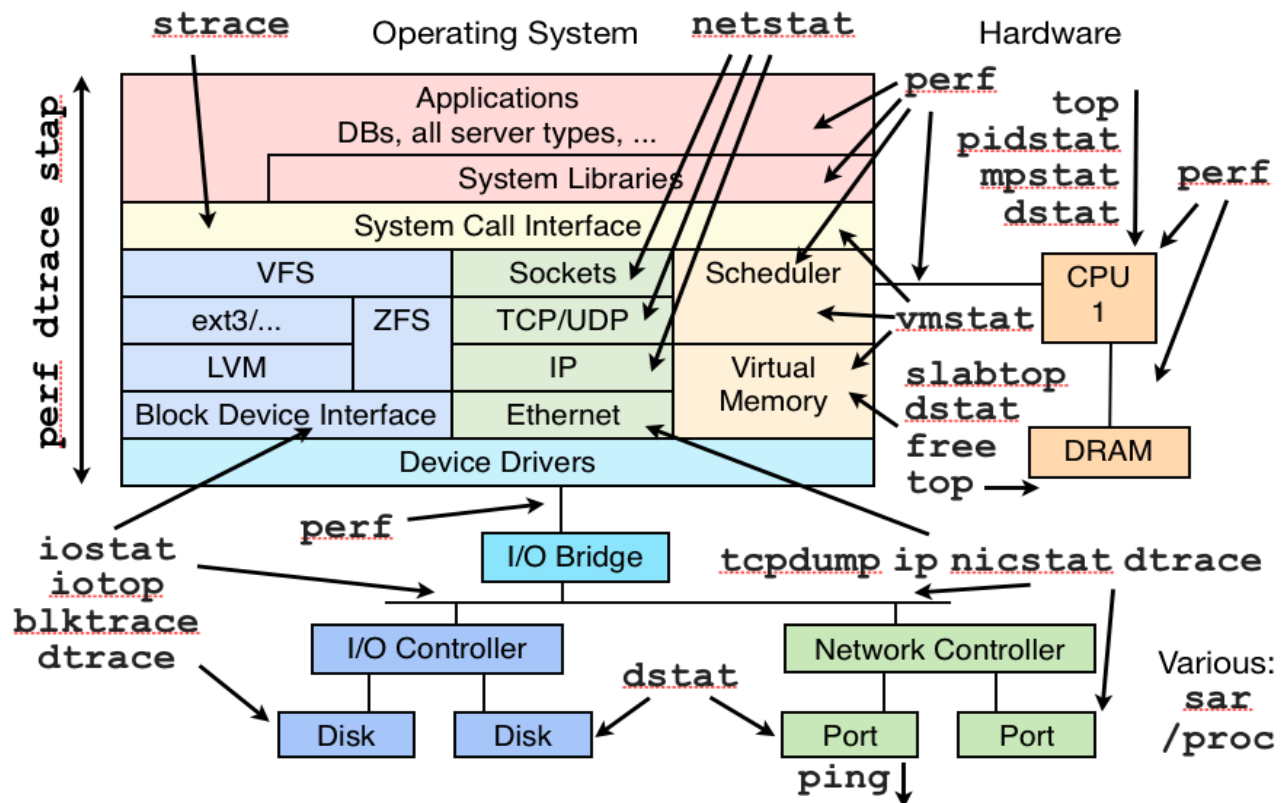 strace
Operating System
netstat
Hardware
perf dtrace stap
Applications
DBs, all server types, ...
System Libraries
System Call Interface
perf
top
pidstat
mpstat
dstat
perf
VFS
Sockets
Scheduler
ext3/...
ZFS
TCP/UDP
LVM
IP
Virtual
Memory
Block Device Interface
Ethernet
Device Drivers
CPU
1
vmstat
slabtop
dstat
free
top
DRAM
perf
I/O Bridge
iostat
iotop
blktrace
dtrace
tcpdump ip nicstat dtrace
I/O Controller
Network Controller
dstat
Disk
Disk
Port
Port
ping
Various:
sar
/proc